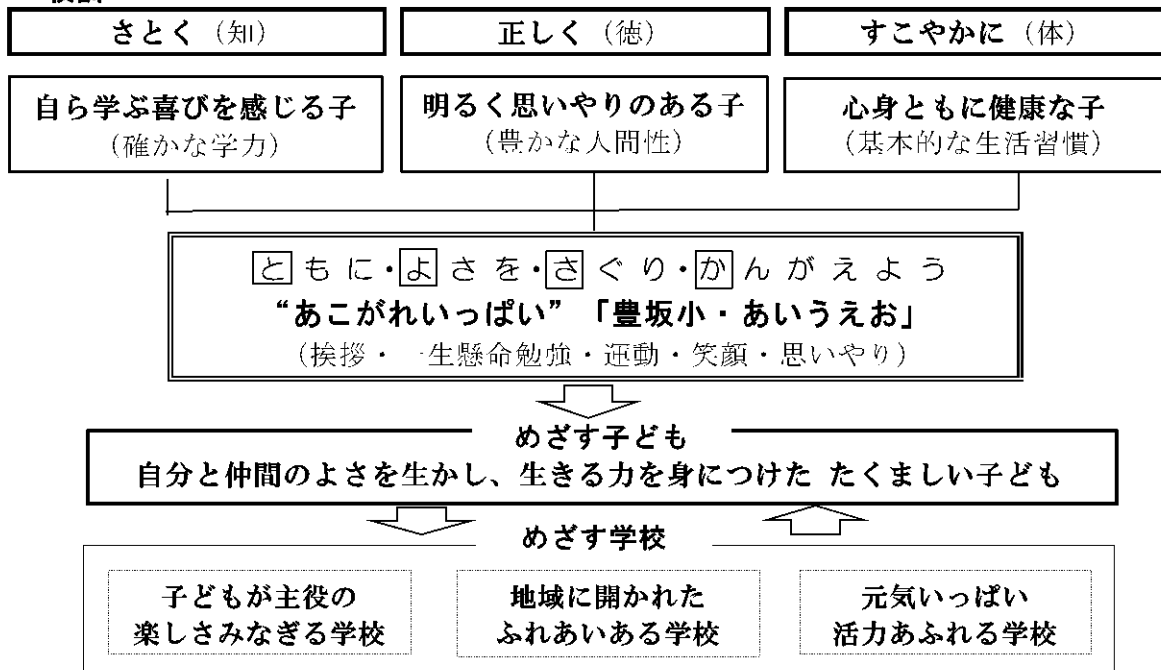 さとく（知）
正しく（徳）
すこやかに（体）
自ら学ぶ喜びを感じる子
（確かな学力）
明るく思いやりのある子
（豊かな人間性）
心身ともに健康な子
（基本的な生活習慣）
ともに・よさを・さぐり・かんがえよう
“あこがれいっぱい”「豊坂小・あいうえお」
（挨拶・一生懸命勉強・運動・笑顔・思いやり）
めざす子ども
自分と仲間のよさを生かし、生きる力を身につけた たくましい子ども
めざす学校
子どもが主役の
楽しさみなぎる学校
地域に開かれた
ふれあいある学校
元気いっぱい
活力あふれる学校